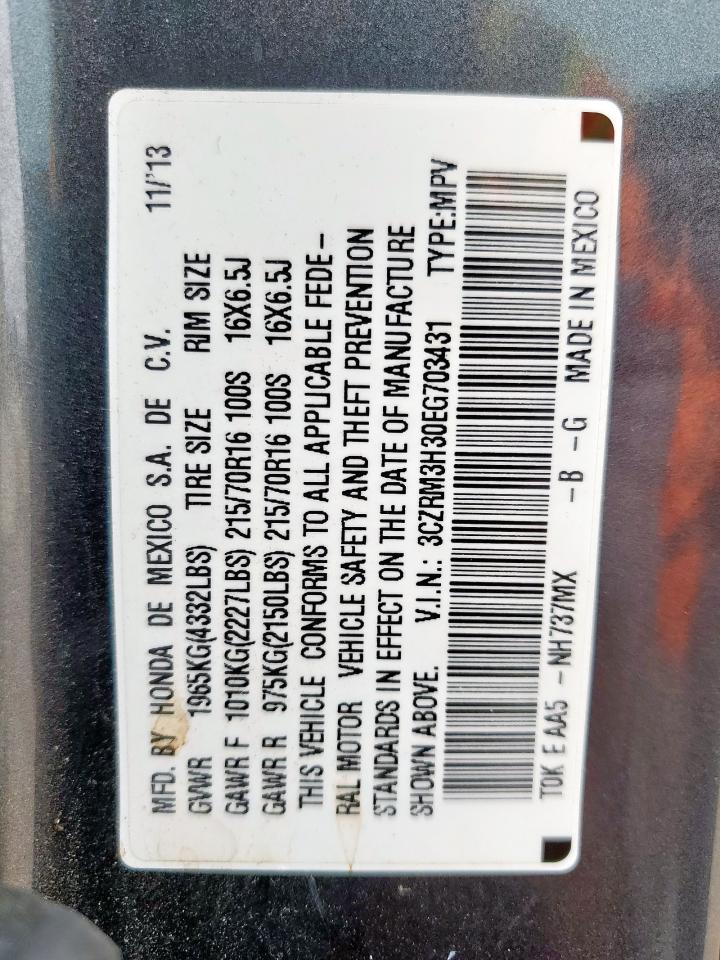 MFD. BY HONDA DE MEXICO S.A. DE C.V. 11/'13
GVWR 1965KG(4332LBS) TIRE SIZE RIM SIZE
GAWR F 1010KG(2227LBS) 215/70R16 100S 16X6.5J
GAWR R 975KG(2150LBS) 215/70R16 100S 16X6.5J
THIS VEHICLE CONFORMS TO ALL APPLICABLE FEDE-
RAL MOTOR VEHICLE SAFETY AND THEFT PREVENTION
STANDARDS IN EFFECT ON THE DATE OF MANUFACTURE
SHOWN ABOVE. V.I.N.: 3CZRM3H30EG703431 TYPE:MPV
T0K E AA5 -NH737MX -B -G MADE IN MEXICO